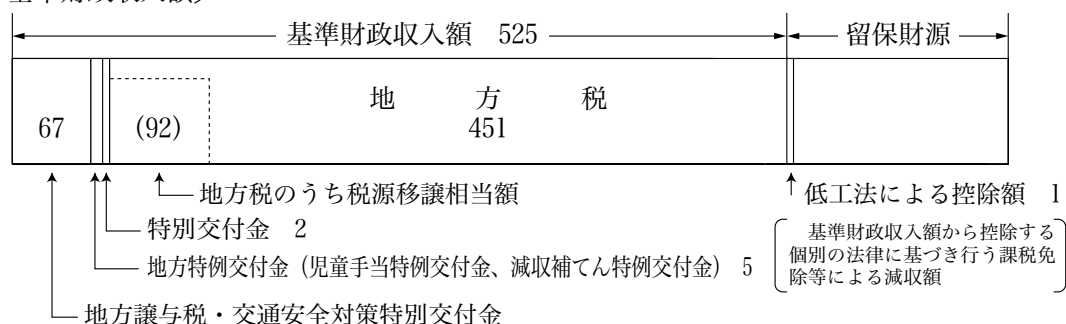 基準財政収入額 525
留保財源
地方税
67
(92)
451
地方税のうち税源移譲相当額
低工法による控除額 1
特別交付金 2
基準財政収入額から控除する
個別の法律に基づき行う課税免
除等による減収額
地方特例交付金(児童手当特例交付金、減収補てん特例交付金) 5
地方譲与税・交通安全対策特別交付金